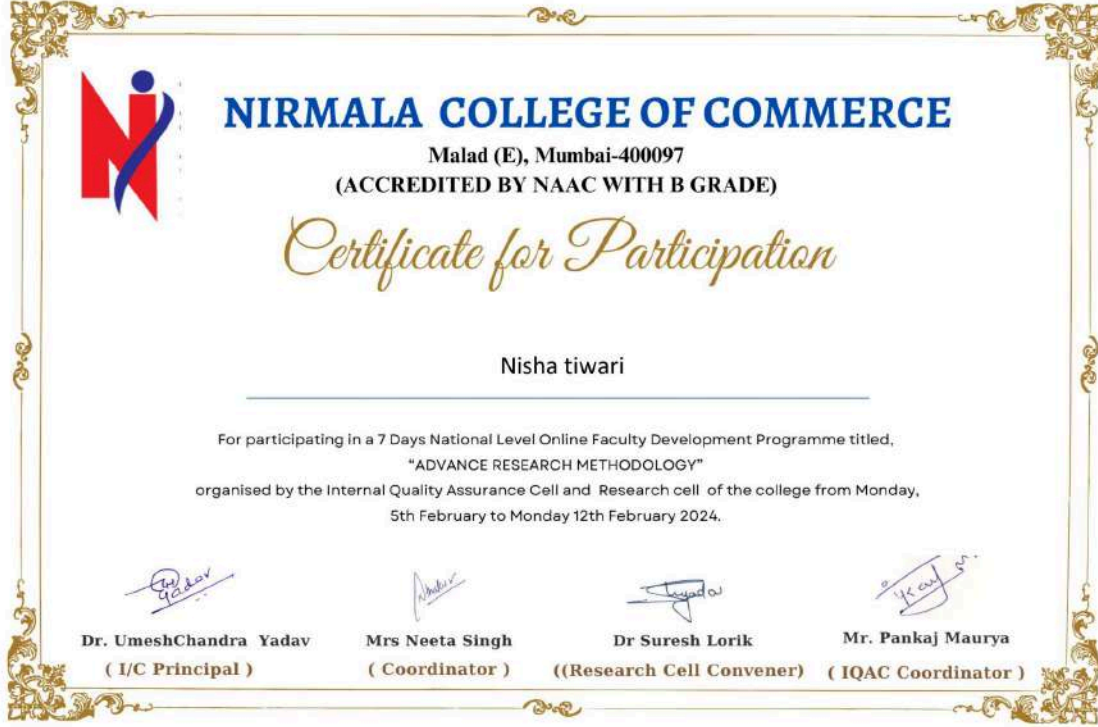 NIRMALA COLLEGE OF COMMERCE
Malad (E), Mumbai-400097
(ACCREDITED BY NAAC WITH B GRADE)
Certificate for Participation
Nisha tiwari
For participating in a 7 Days National Level Online Faculty Development Programme titled,
“ADVANCE RESEARCH METHODOLOGY”
organised by the Internal Quality Assurance Cell and Research cell of the college from Monday,
5th February to Monday 12th February 2024.
Dr. UmeshChandra Yadav Mrs Neeta Singh Dr Suresh Lorik Mr. Pankaj Maurya
( I/C Principal ) ( Coordinator ) ((Research Cell Convener) ( IQAC Coordinator )